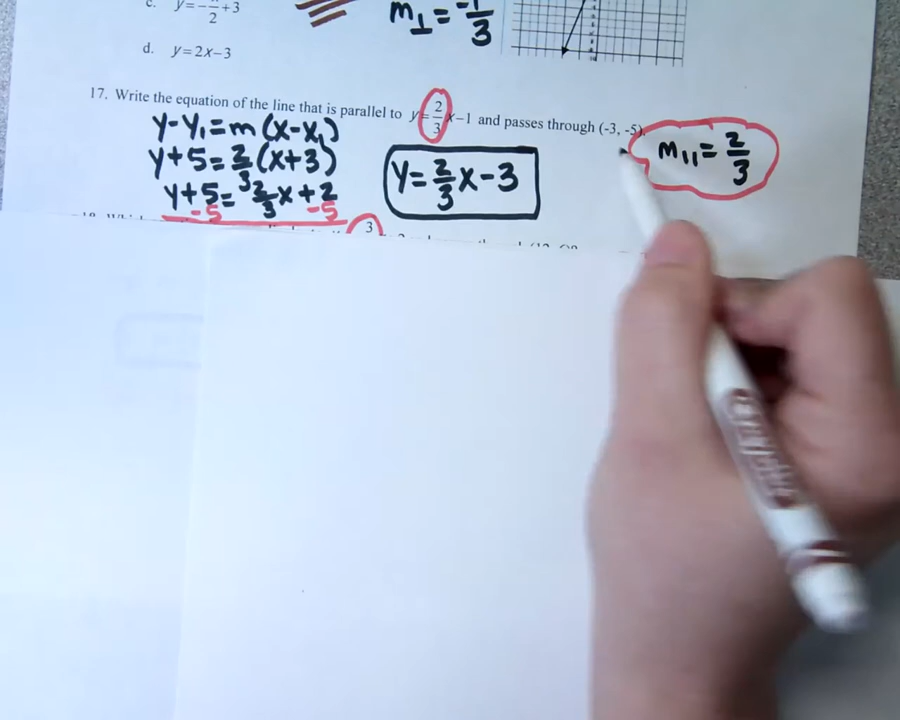 c. y=-
2
+3
m⊥ = -1/3
d. y=2x-3
17. Write the equation of the line that is parallel to y=2/3x-1 and passes through (-3, -5).
y-y₁=m(x-x₁)
y+5=2/3(x+3)
y+5=2/3x+2
-5 -5
y=2/3x-3
m∥=2/3
3